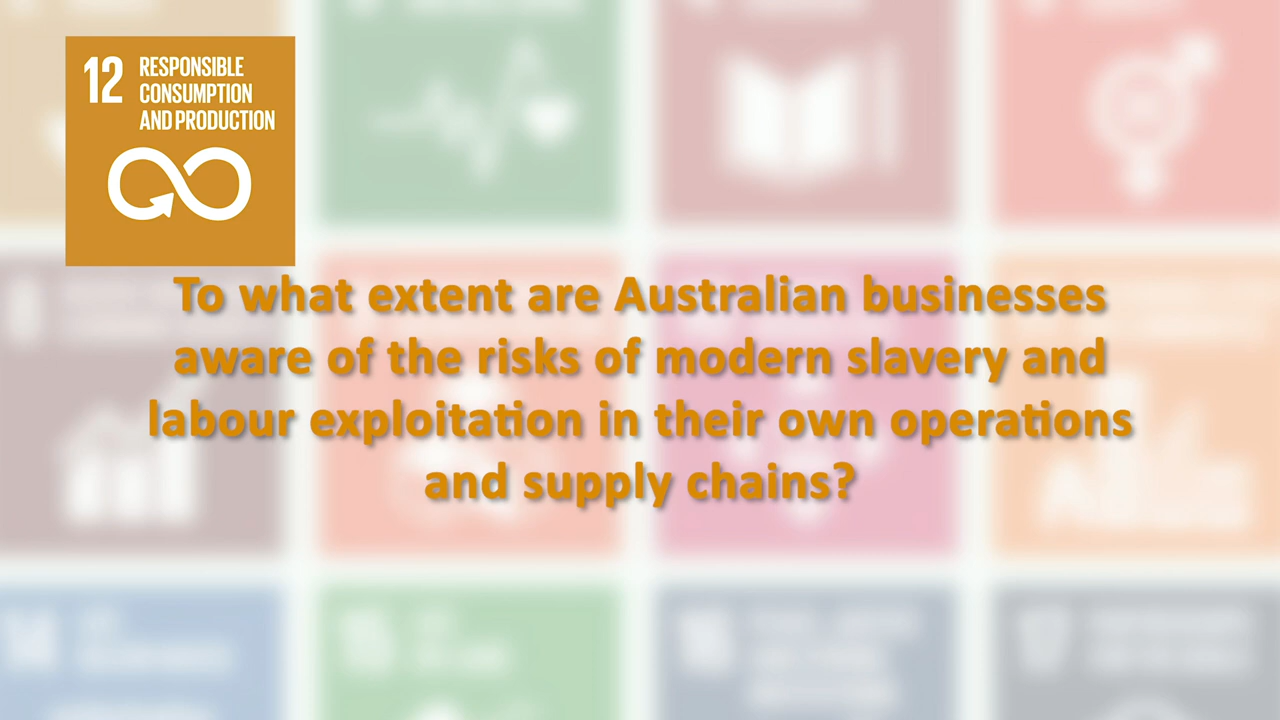 12
RESPONSIBLE
CONSUMPTION
AND PRODUCTION
To what extent are Australian businesses
aware of the risks of modern slavery and
labour exploitation in their own operations
and supply chains?